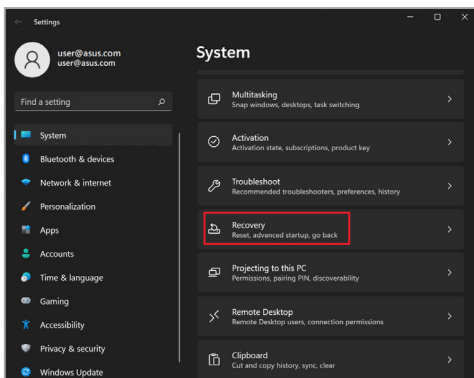 Settings
user@asus.com
user@asus.com
Find a setting
System
Bluetooth & devices
Network & internet
Personalization
Apps
Accounts
Time & language
Gaming
Accessibility
Privacy & security
Windows Update
System
Multitasking
Snap windows, desktops, task switching
Activation
Activation state, subscriptions, product key
Troubleshoot
Recommended troubleshooters, preferences, history
Recovery
Reset, advanced startup, go back
Projecting to this PC
Permissions, pairing PIN, discoverability
Remote Desktop
Remote Desktop users, connection permissions
Clipboard
Cut and copy history, sync, clear